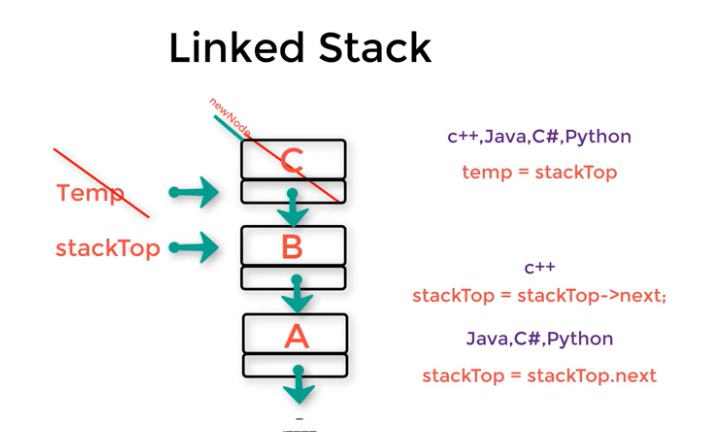 Linked Stack
newNode
C
c++,Java,C#,Python
temp = stackTop
Temp
stackTop
B
c++
stackTop = stackTop->next;
A
Java,C#,Python
stackTop = stackTop.next